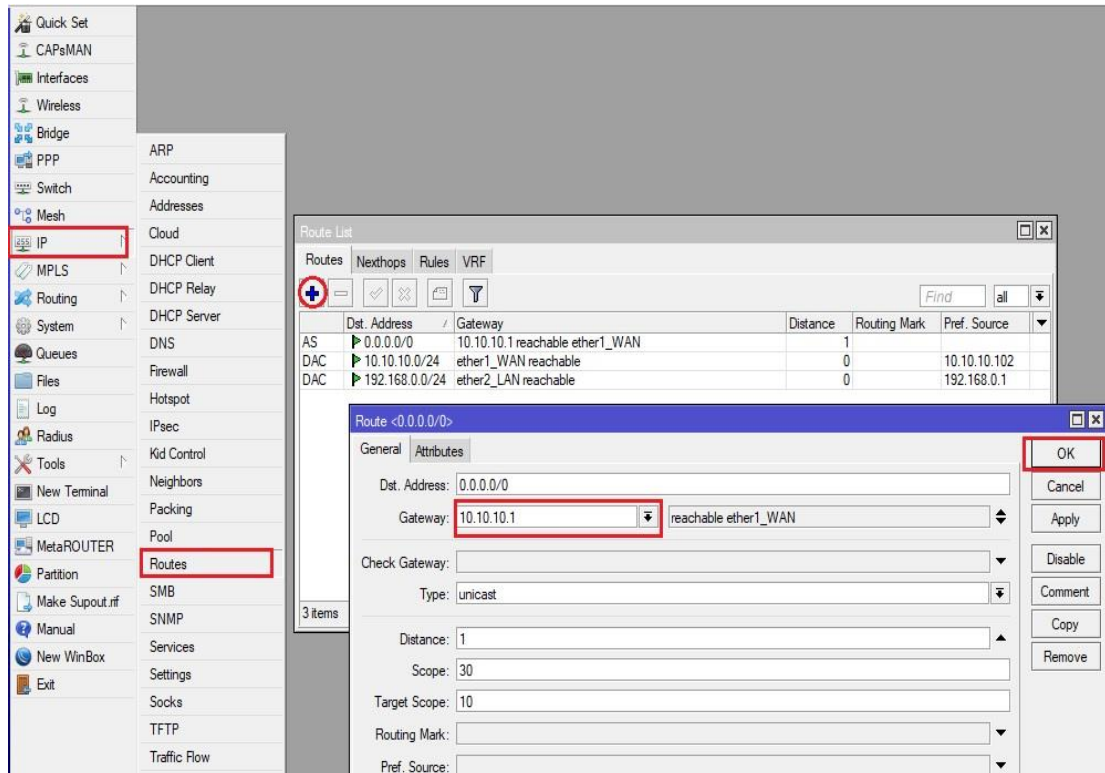 Quick Set
CAPsMAN
Interfaces
Wireless
Bridge
PPP
Switch
Mesh
IP
MPLS
Routing
System
Queues
Files
Log
Radius
Tools
New Terminal
LCD
MetaROUTER
Partition
Make Supout.rif
Manual
New WinBox
Exit
ARP
Accounting
Addresses
Cloud
DHCP Client
DHCP Relay
DHCP Server
DNS
Firewall
Hotspot
IPsec
Kid Control
Neighbors
Packing
Pool
Routes
SMB
SNMP
Services
Settings
Socks
TFTP
Traffic Flow
Route List
Routes Nexthops Rules VRF
Find all
Dst. Address / Gateway Distance Routing Mark Pref. Source
AS 0.0.0.0/0 10.10.10.1 reachable ether1_WAN 1
DAC 10.10.10.0/24 ether1_WAN reachable 0 10.10.10.102
DAC 192.168.0.0/24 ether2_LAN reachable 0 192.168.0.1
3 items
Route <0.0.0.0/0>
General Attributes
Dst. Address: 0.0.0.0/0
Gateway: 10.10.10.1 reachable ether1_WAN
Check Gateway:
Type: unicast
Distance: 1
Scope: 30
Target Scope: 10
Routing Mark:
Pref. Source:
OK
Cancel
Apply
Disable
Comment
Copy
Remove